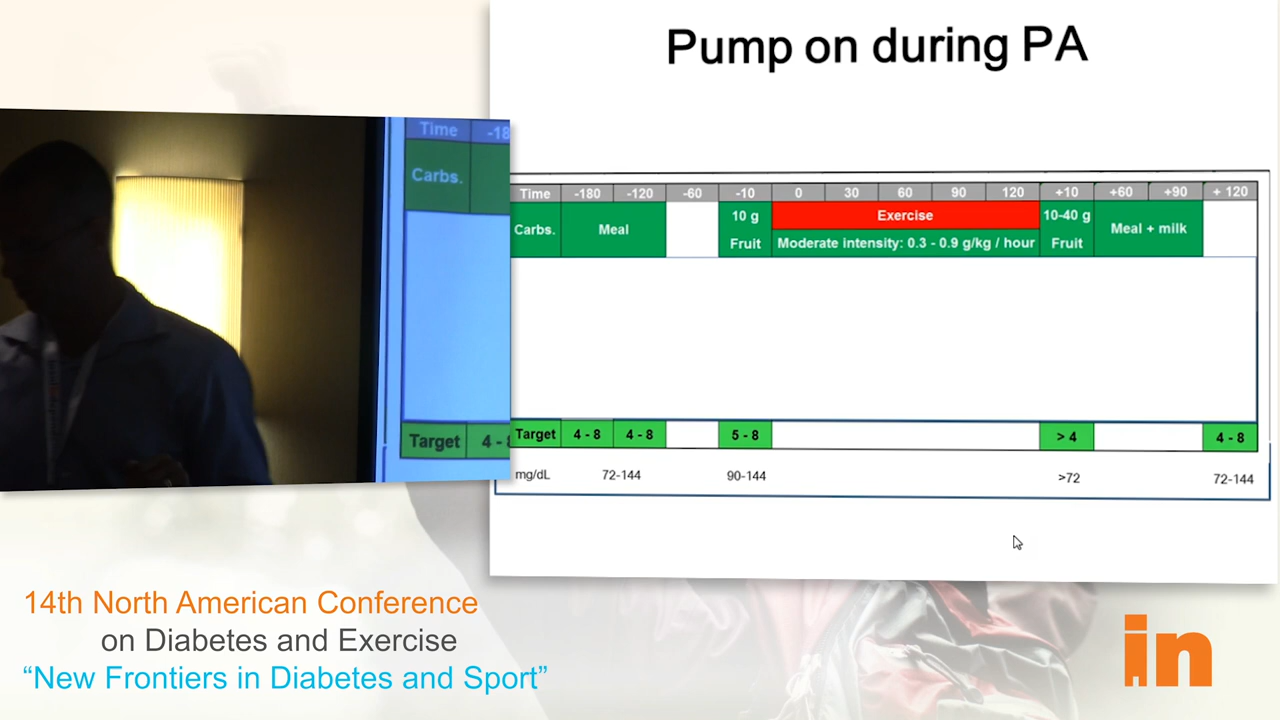 Pump on during PA
Time -18
Carbs.
Target 4 - 8
Time -180 -120 -60 -10 0 30 60 90 120 +10 +60 +90 + 120
Carbs. Meal 10 g Fruit Exercise 10-40 g Fruit Meal + milk
Moderate intensity: 0.3 - 0.9 g/kg / hour
Target 4 - 8 4 - 8 5 - 8 > 4 4 - 8
mg/dL 72-144 90-144 >72 72-144
14th North American Conference
on Diabetes and Exercise
“New Frontiers in Diabetes and Sport”
in